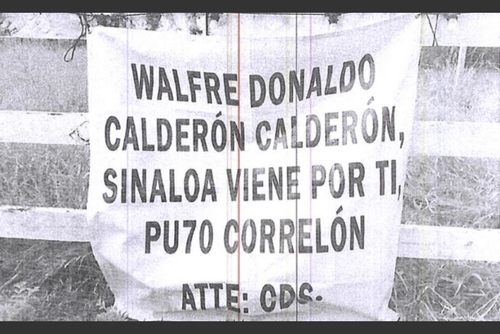 WALFRE DONALDO
CALDERÓN CALDERÓN,
SINALOA VIENE POR TI,
PU70 CORRELÓN
ATTE: CDS.